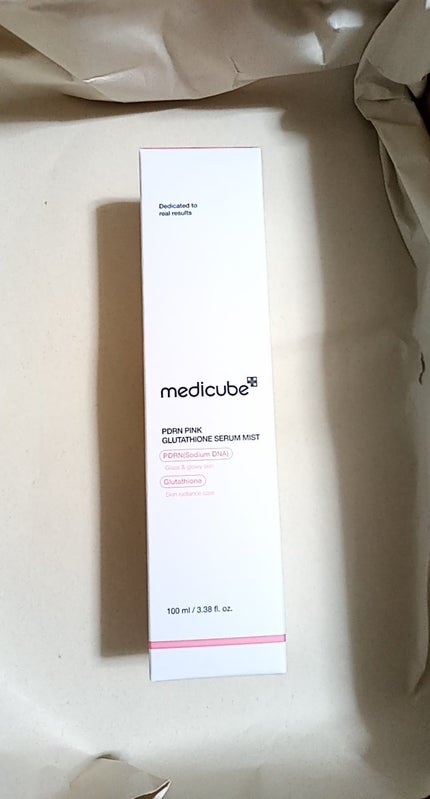 Dedicated to
real results
medicube
PDRN PINK
GLUTATHIONE SERUM MIST
PDRN(Sodium DNA)
Glass & glowy skin
Glutathione
Skin radiance care
100 ml / 3.38 fl. oz.